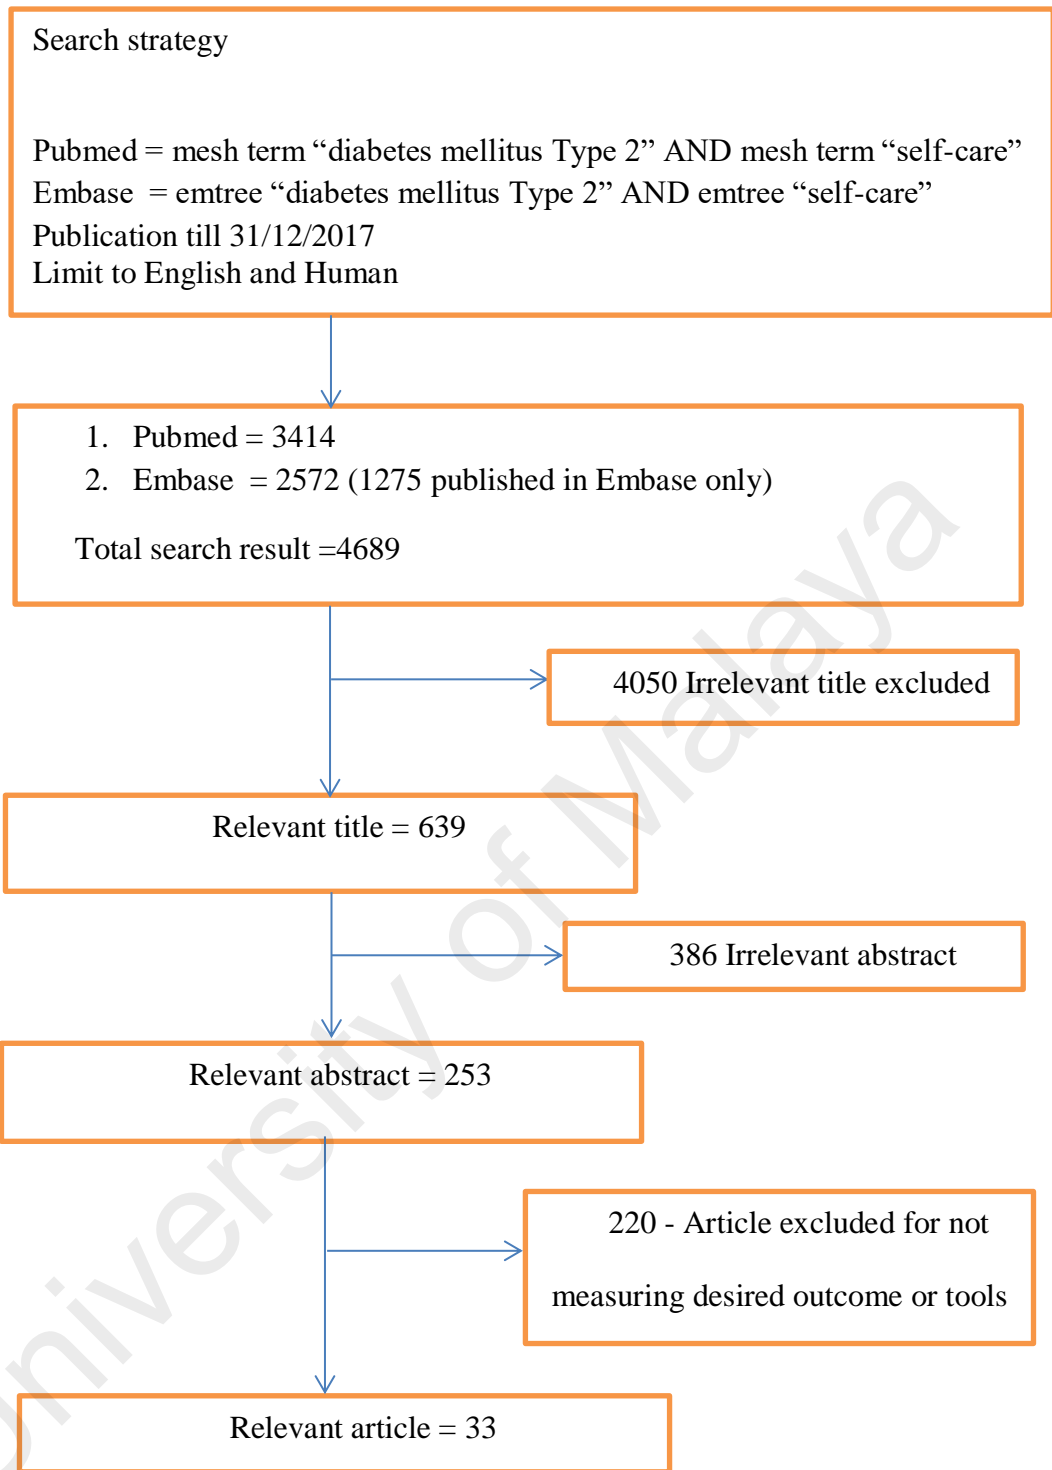 Search strategy
Pubmed = mesh term “diabetes mellitus Type 2” AND mesh term “self-care”
Embase = emtree “diabetes mellitus Type 2” AND emtree “self-care”
Publication till 31/12/2017
Limit to English and Human
1. Pubmed = 3414
2. Embase = 2572 (1275 published in Embase only)
Total search result =4689
4050 Irrelevant title excluded
Relevant title = 639
386 Irrelevant abstract
Relevant abstract = 253
220 - Article excluded for not
measuring desired outcome or tools
Relevant article = 33
University of Malaya